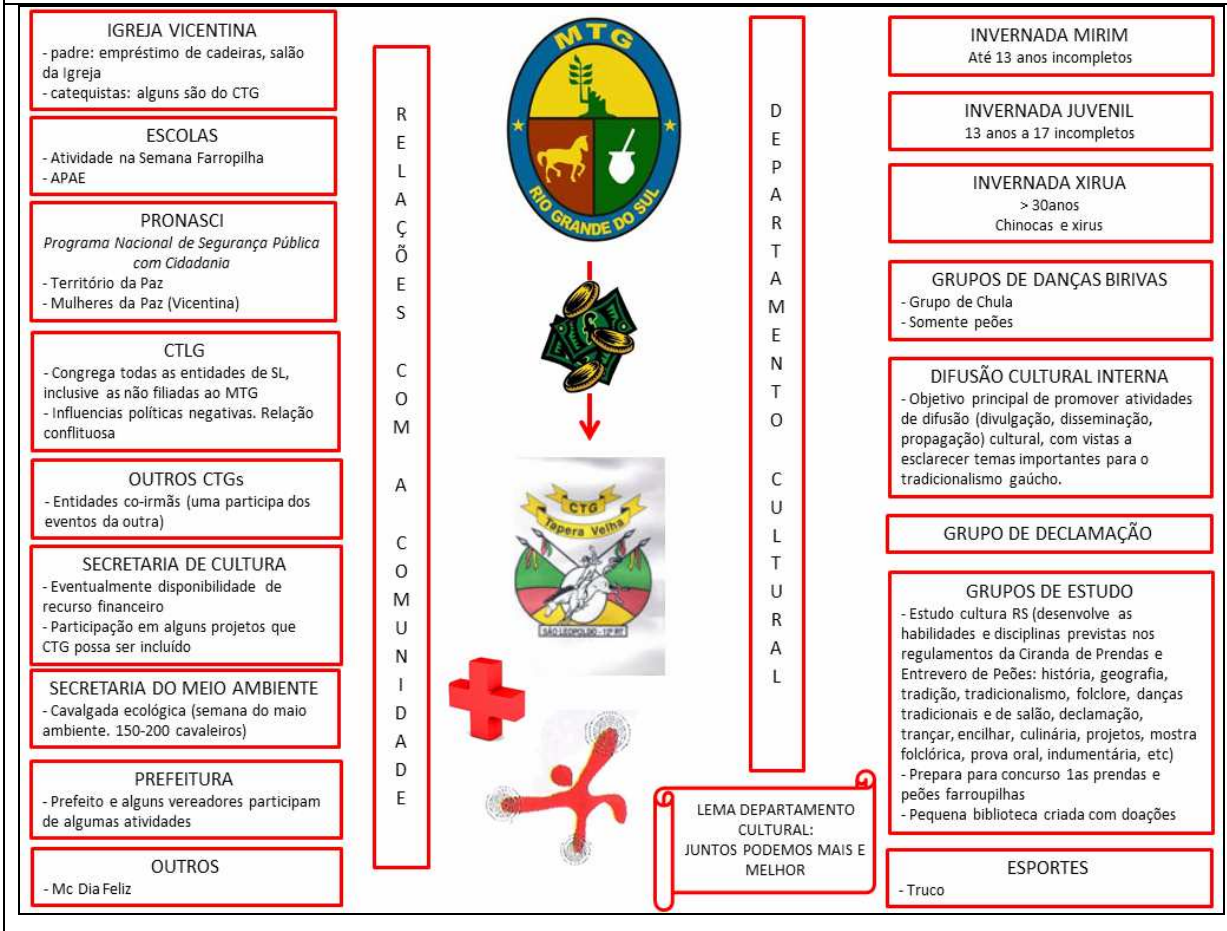 IGREJA VICENTINA
- padre: empréstimo de cadeiras, salão
da Igreja
- catequistas: alguns são do CTG
ESCOLAS
- Atividade na Semana Farropilha
- APAE
PRONASCI
Programa Nacional de Segurança Pública
com Cidadania
- Território da Paz
- Mulheres da Paz (Vicentina)
CTLG
- Congrega todas as entidades de SL,
inclusive as não filiadas ao MTG
- Influencias políticas negativas. Relação
conflituosa
OUTROS CTGs
- Entidades co-irmãs (uma participa dos
eventos da outra)
SECRETARIA DE CULTURA
- Eventualmente disponibilidade de
recurso financeiro
- Participação em alguns projetos que
CTG possa ser incluído
SECRETARIA DO MEIO AMBIENTE
- Cavalgada ecológica (semana do maio
ambiente. 150-200 cavaleiros)
PREFEITURA
- Prefeito e alguns vereadores participam
de algumas atividades
OUTROS
- Mc Dia Feliz
RELAÇÕES COM A COMUNIDADE
MTG
RIO GRANDE DO SUL
CTG
Tapera Velha
SÃO LEOPOLDO - 12ª RT
DEPARTAMENTO CULTURAL
LEMA DEPARTAMENTO
CULTURAL:
JUNTOS PODEMOS MAIS E
MELHOR
INVERNADA MIRIM
Até 13 anos incompletos
INVERNADA JUVENIL
13 anos a 17 incompletos
INVERNADA XIRUA
> 30anos
Chinocas e xirus
GRUPOS DE DANÇAS BIRIVAS
- Grupo de Chula
- Somente peões
DIFUSÃO CULTURAL INTERNA
- Objetivo principal de promover atividades
de difusão (divulgação, disseminação,
propagação) cultural, com vistas a
esclarecer temas importantes para o
tradicionalismo gaúcho.
GRUPO DE DECLAMAÇÃO
GRUPOS DE ESTUDO
- Estudo cultura RS (desenvolve as
habilidades e disciplinas previstas nos
regulamentos da Ciranda de Prendas e
Entrevero de Peões: história, geografia,
tradição, tradicionalismo, folclore, danças
tradicionais e de salão, declamação,
trançar, encilhar, culinária, projetos, mostra
folclórica, prova oral, indumentária, etc)
- Prepara para concurso 1as prendas e
peões farroupilhas
- Pequena biblioteca criada com doações
ESPORTES
- Truco